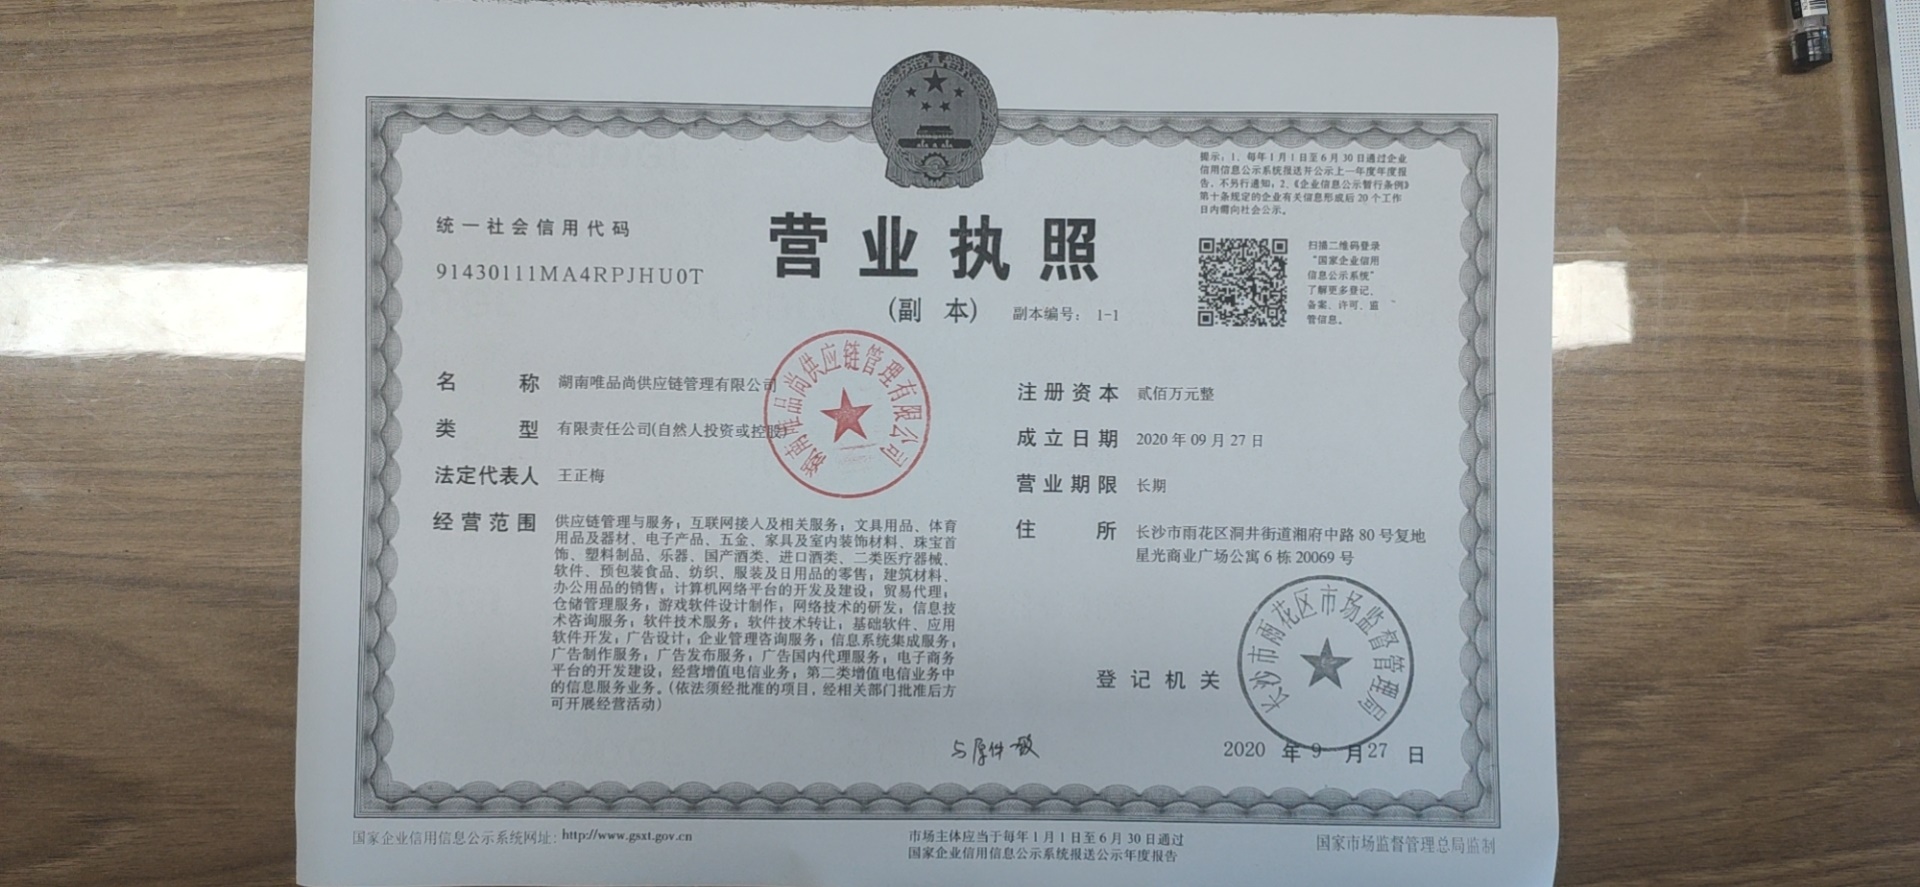 提示：1、每年1月1日至6月30日通过企业
信用信息公示系统报送并公示上一年度年度报
告，不另行通知；2、《企业信息公示暂行条例》
第十条规定的企业有关信息形成后20个工作
日内需向社会公示。
统一社会信用代码
91430111MA4RPJHU0T
营业执照
(副 本) 副本编号： 1-1
扫描二维码登录
“国家企业信用
信息公示系统”
了解更多登记、
备案、许可、监
管信息。
名 称 湖南唯品尚供应链管理有限公司
类 型 有限责任公司(自然人投资或控股)
法定代表人 王正梅
经营范围 供应链管理与服务；互联网接入及相关服务；文具用品、体育
用品及器材、电子产品、五金、家具及室内装饰材料、珠宝首
饰、塑料制品、乐器、国产酒类、进口酒类、二类医疗器械、
软件、预包装食品、纺织、服装及日用品的零售；建筑材料、
办公用品的销售；计算机网络平台的开发及建设；贸易代理；
仓储管理服务；游戏软件设计制作；网络技术的研发；信息技
术咨询服务；软件技术服务；软件技术转让；基础软件、应用
软件开发；广告设计；企业管理咨询服务；信息系统集成服务；
广告制作服务；广告发布服务；广告国内代理服务；电子商务
平台的开发建设；经营增值电信业务；第二类增值电信业务中
的信息服务业务。(依法须经批准的项目，经相关部门批准后方
可开展经营活动)
湖南唯品尚供应链管理有限公司
注册资本 贰佰万元整
成立日期 2020年09月27日
营业期限 长期
住 所 长沙市雨花区洞井街道湘府中路80号复地
星光商业广场公寓6栋20069号
登记机关
长沙市雨花区市场监督管理局
2020 年 9 月 27 日
与原件一致
国家企业信用信息公示系统网址：http://www.gsxt.gov.cn
市场主体应当于每年1月1日至6月30日通过
国家企业信用信息公示系统报送公示年度报告
国家市场监督管理总局监制